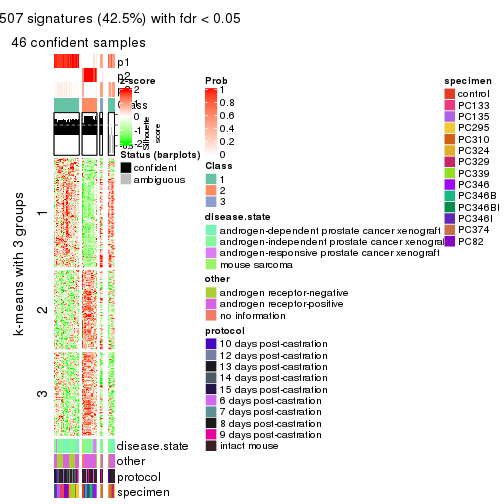 507 signatures (42.5%) with fdr < 0.05
46 confident samples
p1
p2
Class
z-score
2
1
0
-1
-2
Silhouette
score
Status (barplots)
confident
ambiguous
Prob
1
0.8
0.6
0.4
0.2
0
Class
1
2
3
disease.state
androgen-dependent prostate cancer xenograft
androgen-independent prostate cancer xenograft
androgen-responsive prostate cancer xenograft
mouse sarcoma
other
androgen receptor-negative
androgen receptor-positive
no information
protocol
10 days post-castration
12 days post-castration
13 days post-castration
14 days post-castration
15 days post-castration
6 days post-castration
7 days post-castration
8 days post-castration
9 days post-castration
intact mouse
specimen
control
PC133
PC135
PC295
PC310
PC324
PC329
PC339
PC346
PC346B
PC346BI
PC346I
PC374
PC82
k-means with 3 groups
1
2
3
disease.state
other
protocol
specimen